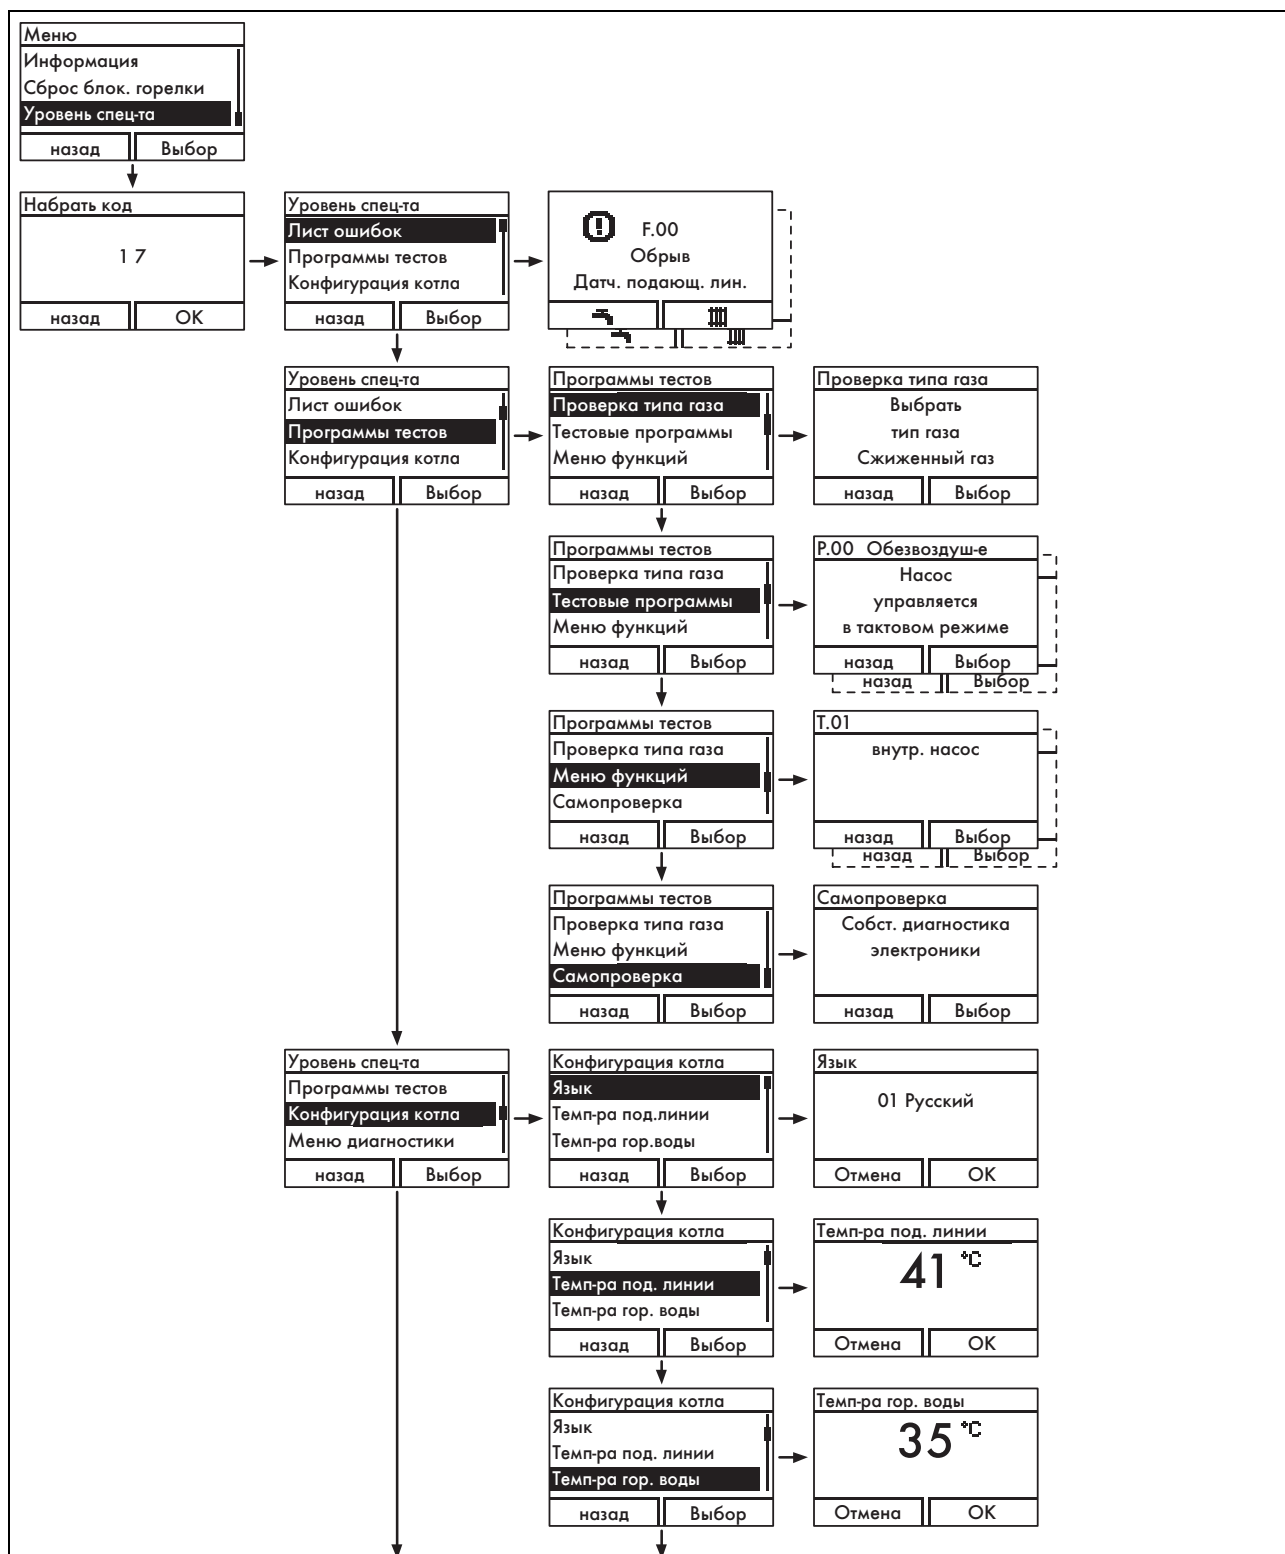 Меню
Информация
Сброс блок. горелки
Уровень спец-та
назад Выбор
Набрать код
1 7
назад OK
Уровень спец-та
Лист ошибок
Программы тестов
Конфигурация котла
назад Выбор
F.00
Обрыв
Датч. подающ. лин.
Уровень спец-та
Лист ошибок
Программы тестов
Конфигурация котла
назад Выбор
Программы тестов
Проверка типа газа
Тестовые программы
Меню функций
назад Выбор
Проверка типа газа
Выбрать
тип газа
Сжиженный газ
назад Выбор
Программы тестов
Проверка типа газа
Тестовые программы
Меню функций
назад Выбор
P.00 Обезвоздуш-е
Насос
управляется
в тактовом режиме
назад Выбор
назад Выбор
Программы тестов
Проверка типа газа
Меню функций
Самопроверка
назад Выбор
T.01
внутр. насос
назад Выбор
назад Выбор
Программы тестов
Проверка типа газа
Меню функций
Самопроверка
назад Выбор
Самопроверка
Собст. диагностика
электроники
назад Выбор
Уровень спец-та
Программы тестов
Конфигурация котла
Меню диагностики
назад Выбор
Конфигурация котла
Язык
Темп-ра под.линии
Темп-ра гор.воды
назад Выбор
Язык
01 Русский
Отмена OK
Конфигурация котла
Язык
Темп-ра под. линии
Темп-ра гор. воды
назад Выбор
Темп-ра под. линии
41 °C
Отмена OK
Конфигурация котла
Язык
Темп-ра под. линии
Темп-ра гор. воды
назад Выбор
Темп-ра гор. воды
35 °C
Отмена OK